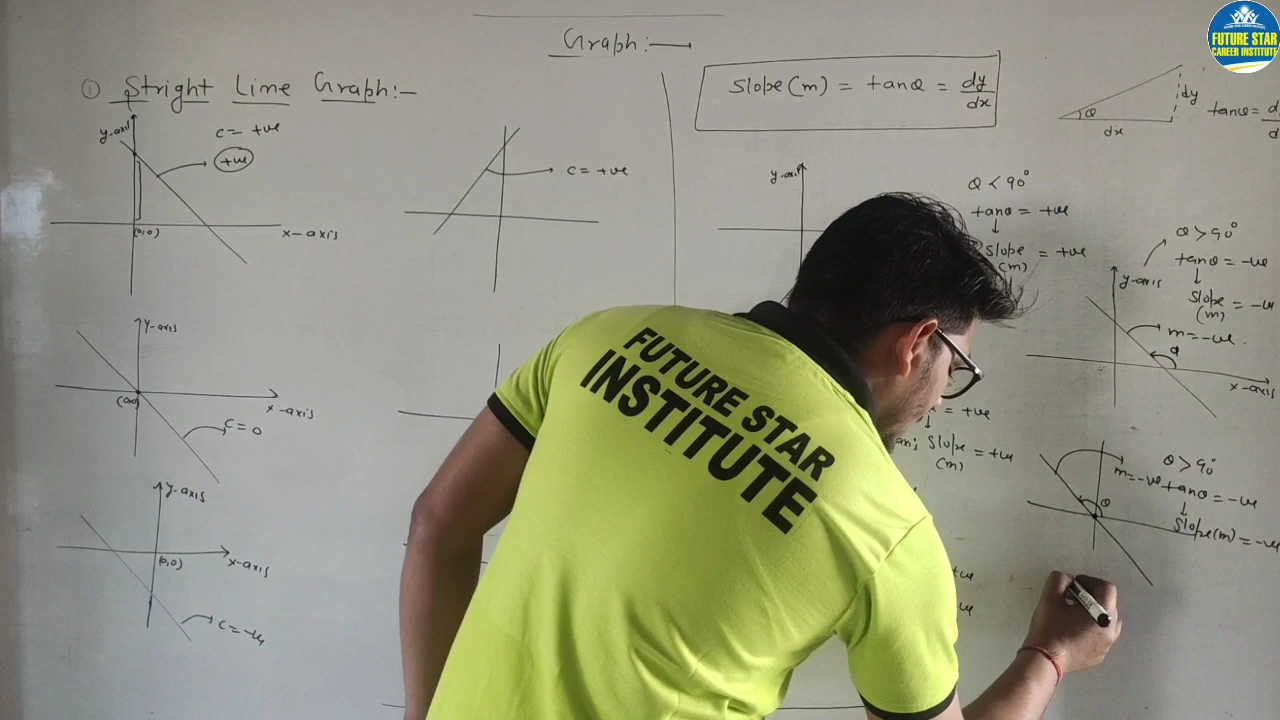 Graph:→
① Stright Line Graph:-
y-axis
c = +ve
+ve
(0,0)
x-axis
c = +ve
y-axis
(0,0)
x-axis
c = 0
y-axis
(0,0)
x-axis
c = -ve
Slope(m) = tanθ = dy/dx
θ
dx
dy
y-axis
θ < 90°
tanθ = +ve
↓
Slope = +ve
(m)
θ > 90°
tanθ = -ve
↓
Slope = -ve
(m)
y-axis
m = -ve
θ
x-axis
= +ve
Slope = +ve
(m)
θ > 90°
m = -ve
tanθ = -ve
θ
↓
Slope(m) = -ve
FUTURE STAR
INSTITUTE
FUTURE STAR
CAREER INSTITUTE